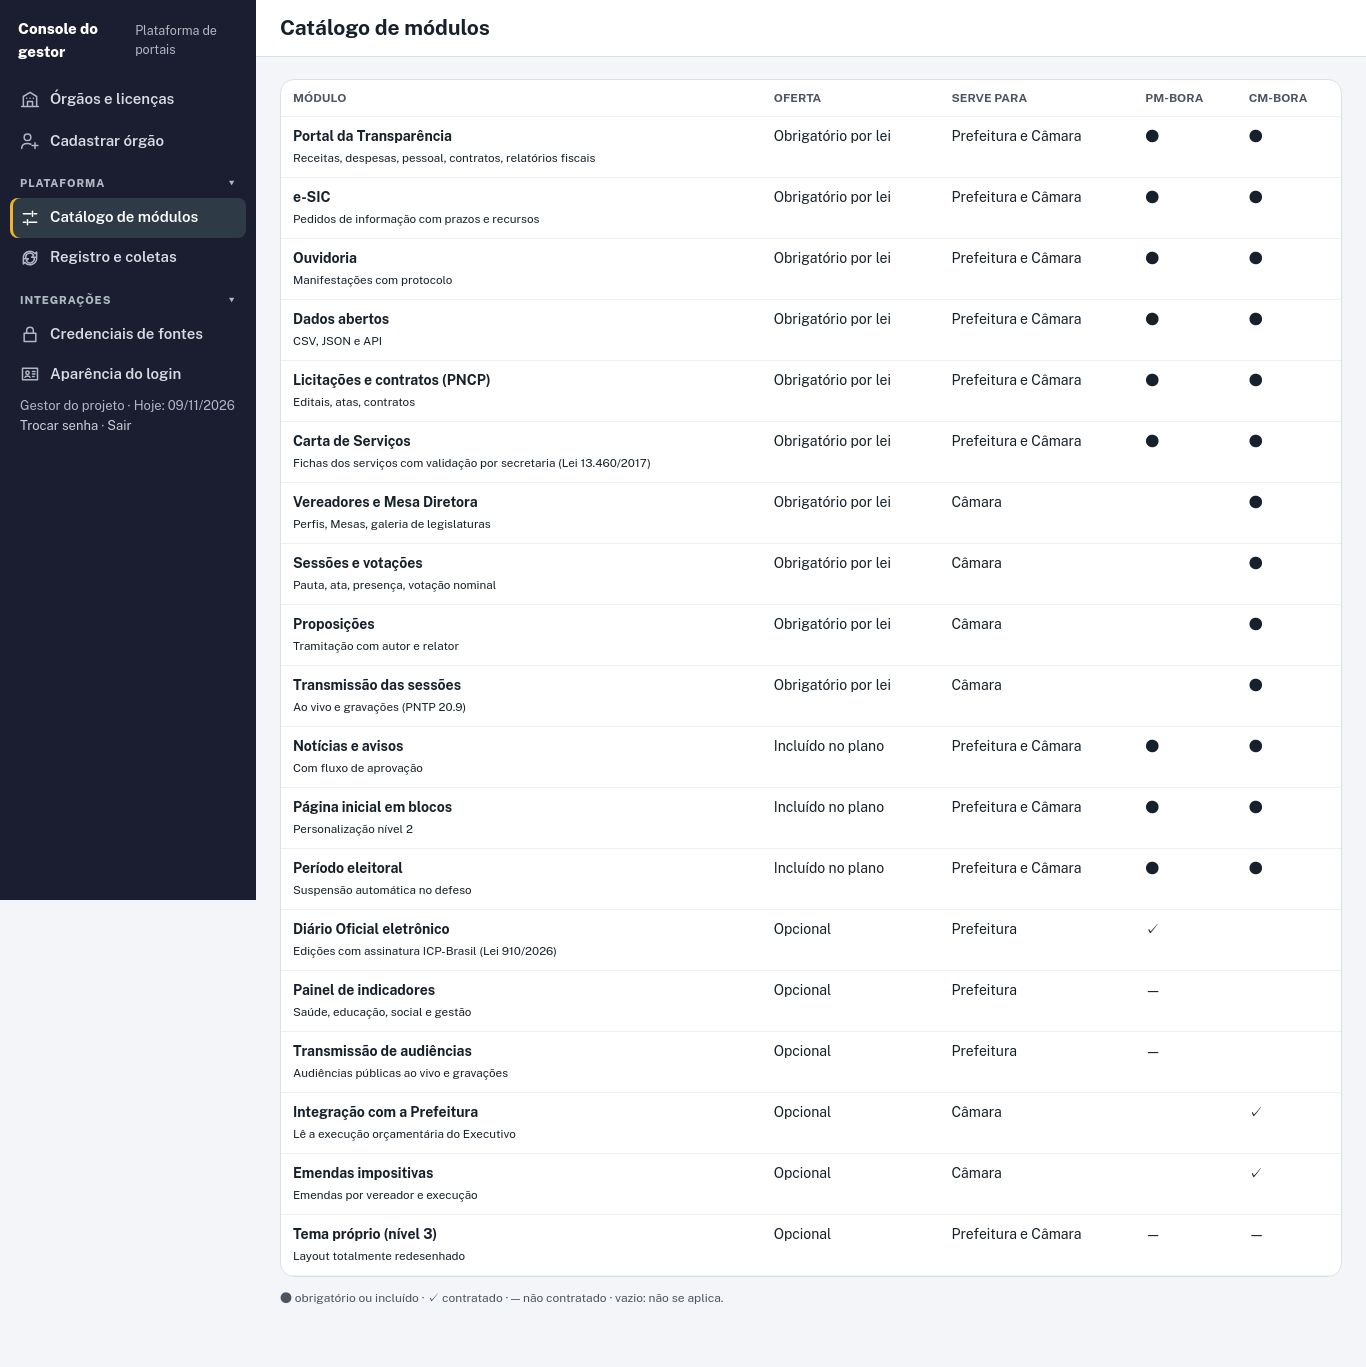 Console do gestor
Plataforma de portais
Órgãos e licenças
Cadastrar órgão
PLATAFORMA ▾
Catálogo de módulos
Registro e coletas
INTEGRAÇÕES ▾
Credenciais de fontes
Aparência do login
Gestor do projeto · Hoje: 09/11/2026
Trocar senha · Sair
Catálogo de módulos
MÓDULO OFERTA SERVE PARA PM-BORA CM-BORA
Portal da Transparência Obrigatório por lei Prefeitura e Câmara ● ●
Receitas, despesas, pessoal, contratos, relatórios fiscais
e-SIC Obrigatório por lei Prefeitura e Câmara ● ●
Pedidos de informação com prazos e recursos
Ouvidoria Obrigatório por lei Prefeitura e Câmara ● ●
Manifestações com protocolo
Dados abertos Obrigatório por lei Prefeitura e Câmara ● ●
CSV, JSON e API
Licitações e contratos (PNCP) Obrigatório por lei Prefeitura e Câmara ● ●
Editais, atas, contratos
Carta de Serviços Obrigatório por lei Prefeitura e Câmara ● ●
Fichas dos serviços com validação por secretaria (Lei 13.460/2017)
Vereadores e Mesa Diretora Obrigatório por lei Câmara ●
Perfis, Mesas, galeria de legislaturas
Sessões e votações Obrigatório por lei Câmara ●
Pauta, ata, presença, votação nominal
Proposições Obrigatório por lei Câmara ●
Tramitação com autor e relator
Transmissão das sessões Obrigatório por lei Câmara ●
Ao vivo e gravações (PNTP 20.9)
Notícias e avisos Incluído no plano Prefeitura e Câmara ● ●
Com fluxo de aprovação
Página inicial em blocos Incluído no plano Prefeitura e Câmara ● ●
Personalização nível 2
Período eleitoral Incluído no plano Prefeitura e Câmara ● ●
Suspensão automática no defeso
Diário Oficial eletrônico Opcional Prefeitura ✓
Edições com assinatura ICP-Brasil (Lei 910/2026)
Painel de indicadores Opcional Prefeitura —
Saúde, educação, social e gestão
Transmissão de audiências Opcional Prefeitura —
Audiências públicas ao vivo e gravações
Integração com a Prefeitura Opcional Câmara ✓
Lê a execução orçamentária do Executivo
Emendas impositivas Opcional Câmara ✓
Emendas por vereador e execução
Tema próprio (nível 3) Opcional Prefeitura e Câmara — —
Layout totalmente redesenhado
● obrigatório ou incluído · ✓ contratado · — não contratado · vazio: não se aplica.